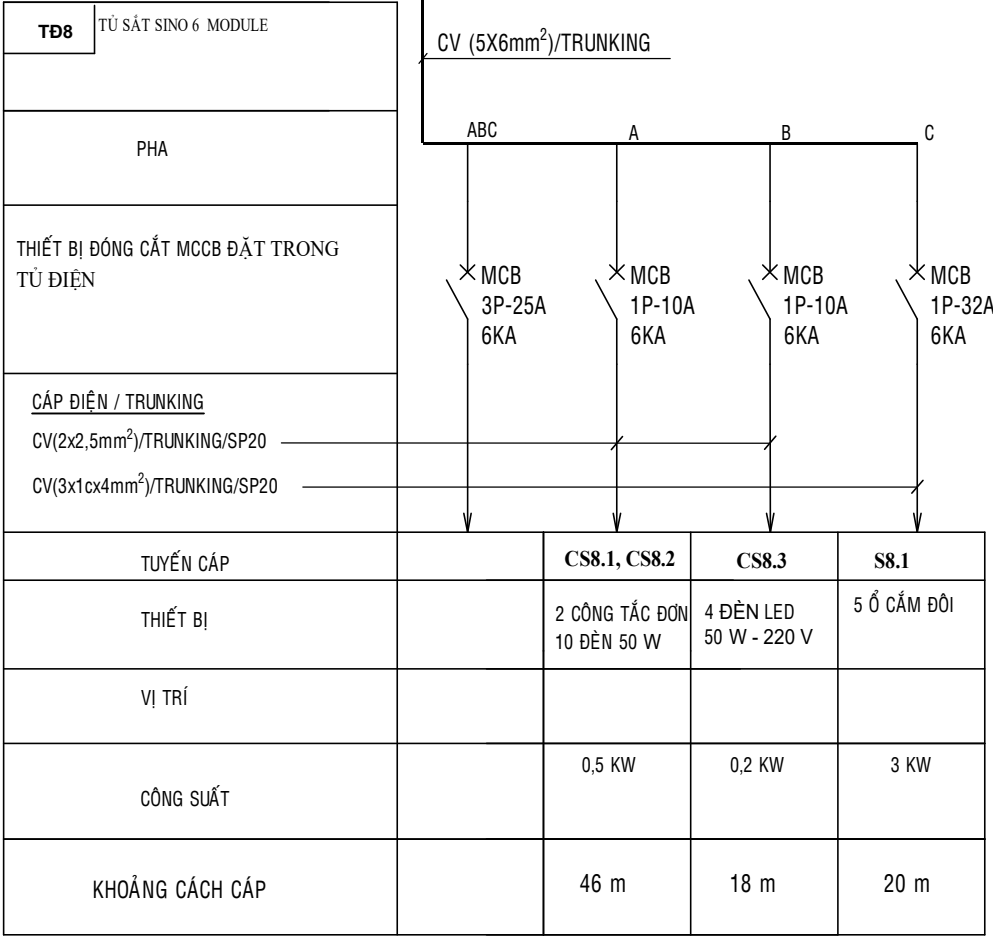 TĐ8
TỦ SẮT SINO 6 MODULE
CV (5X6mm²)/TRUNKING
PHA
ABC
A
B
C
THIẾT BỊ ĐÓNG CẮT MCCB ĐẶT TRONG
TỦ ĐIỆN
MCB
3P-25A
6KA
MCB
1P-10A
6KA
MCB
1P-10A
6KA
MCB
1P-32A
6KA
CÁP ĐIỆN / TRUNKING
CV(2x2,5mm²)/TRUNKING/SP20
CV(3x1cx4mm²)/TRUNKING/SP20
TUYẾN CÁP
CS8.1, CS8.2
CS8.3
S8.1
THIẾT BỊ
2 CÔNG TẮC ĐƠN
10 ĐÈN 50 W
4 ĐÈN LED
50 W - 220 V
5 Ổ CẮM ĐÔI
VỊ TRÍ
CÔNG SUẤT
0,5 KW
0,2 KW
3 KW
KHOẢNG CÁCH CÁP
46 m
18 m
20 m